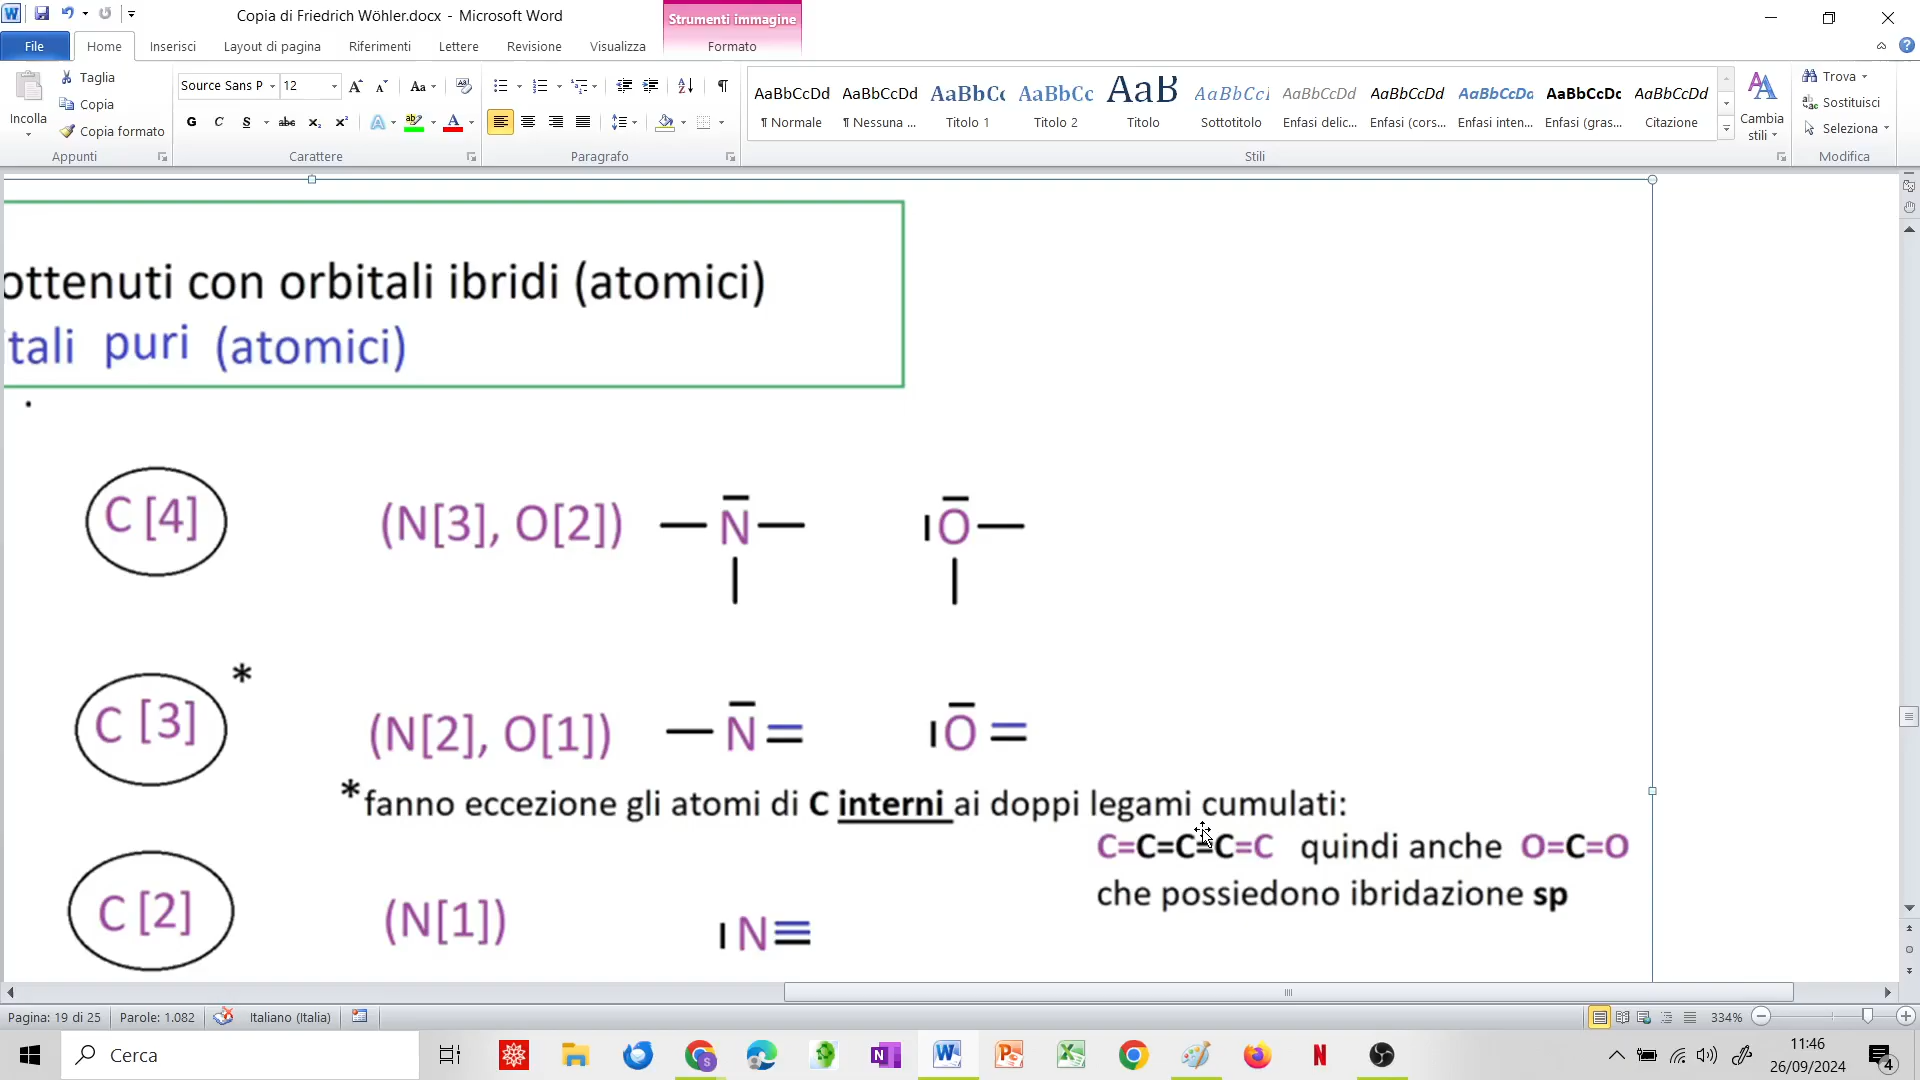 Copia di Friedrich Wöhler.docx - Microsoft Word
Strumenti immagine
File Home Inserisci Layout di pagina Riferimenti Lettere Revisione Visualizza Formato
Incolla
Taglia
Copia
Copia formato
Appunti
Source Sans P 12
G C S abc
Carattere
Paragrafo
AaBbCcDd AaBbCcDd AaBbCc AaBbCc AaB AaBbCcI AaBbCcDd AaBbCcDd AaBbCcDd AaBbCcDc AaBbCcDd
¶ Normale ¶ Nessuna ... Titolo 1 Titolo 2 Titolo Sottotitolo Enfasi delic... Enfasi (cors... Enfasi inten... Enfasi (gras... Citazione
Stili
Cambia stili
Trova
Sostituisci
Seleziona
Modifica
ottenuti con orbitali ibridi (atomici)
tali puri (atomici)
C [4] (N[3], O[2]) N O
C [3] * (N[2], O[1]) N= O=
*fanno eccezione gli atomi di C interni ai doppi legami cumulati:
C=C=C=C=C quindi anche O=C=O
che possiedono ibridazione sp
C [2] (N[1]) N≡
Pagina: 19 di 25 Parole: 1.082 Italiano (Italia) 334%
Cerca
11:46
26/09/2024
4